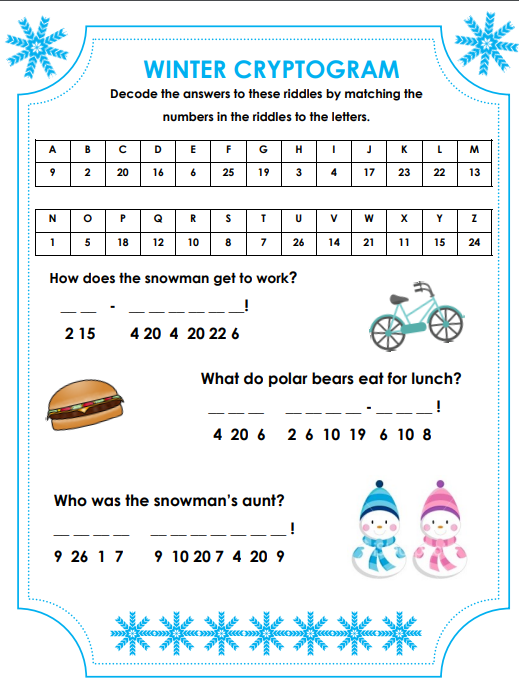 WINTER CRYPTOGRAM
Decode the answers to these riddles by matching the
numbers in the riddles to the letters.
A B C D E F G H I J K L M
9 2 20 16 6 25 19 3 4 17 23 22 13
N O P Q R S T U V W X Y Z
1 5 18 12 10 8 7 26 14 21 11 15 24
How does the snowman get to work?
__ __ - __ __ __ __ __ __!
2 15 4 20 4 20 22 6
What do polar bears eat for lunch?
__ __ __ __ __ __ __ - __ __ __ !
4 20 6 2 6 10 19 6 10 8
Who was the snowman's aunt?
__ __ __ __ __ __ __ __ __ __ __ !
9 26 1 7 9 10 20 7 4 20 9